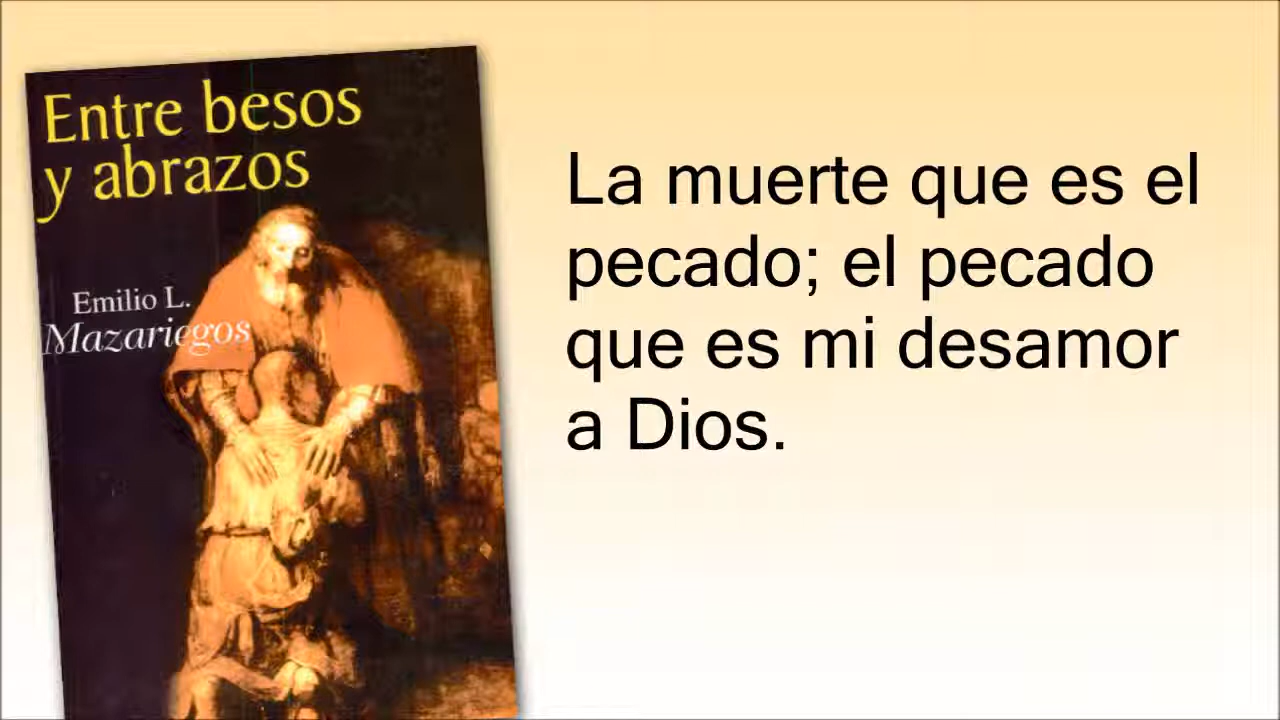 Entre besos
y abrazos
Emilio L.
Mazariegos
La muerte que es el
pecado; el pecado
que es mi desamor
a Dios.